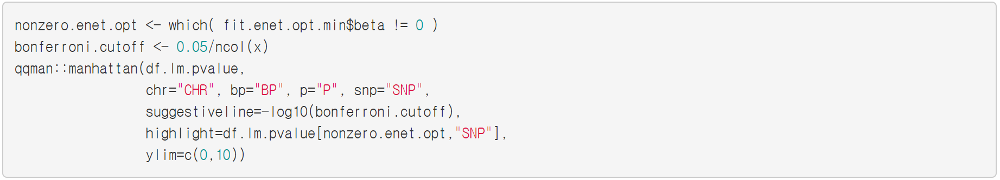 nonzero.enet.opt <- which( fit.enet.opt.min$beta != 0 )
bonferroni.cutoff <- 0.05/ncol(x)
qqman::manhattan(df.lm.pvalue,
                 chr="CHR", bp="BP", p="P", snp="SNP",
                 suggestiveline=-log10(bonferroni.cutoff),
                 highlight=df.lm.pvalue[nonzero.enet.opt,"SNP"],
                 ylim=c(0,10))